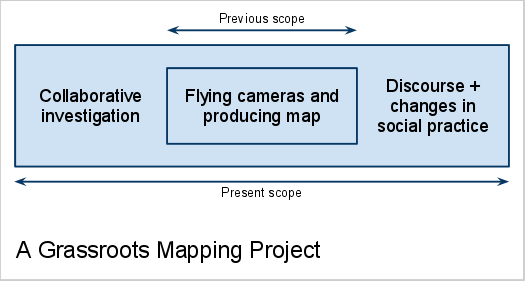 Previous scope
Collaborative
investigation
Flying cameras and
producing map
Discourse +
changes in
social practice
Present scope
A Grassroots Mapping Project